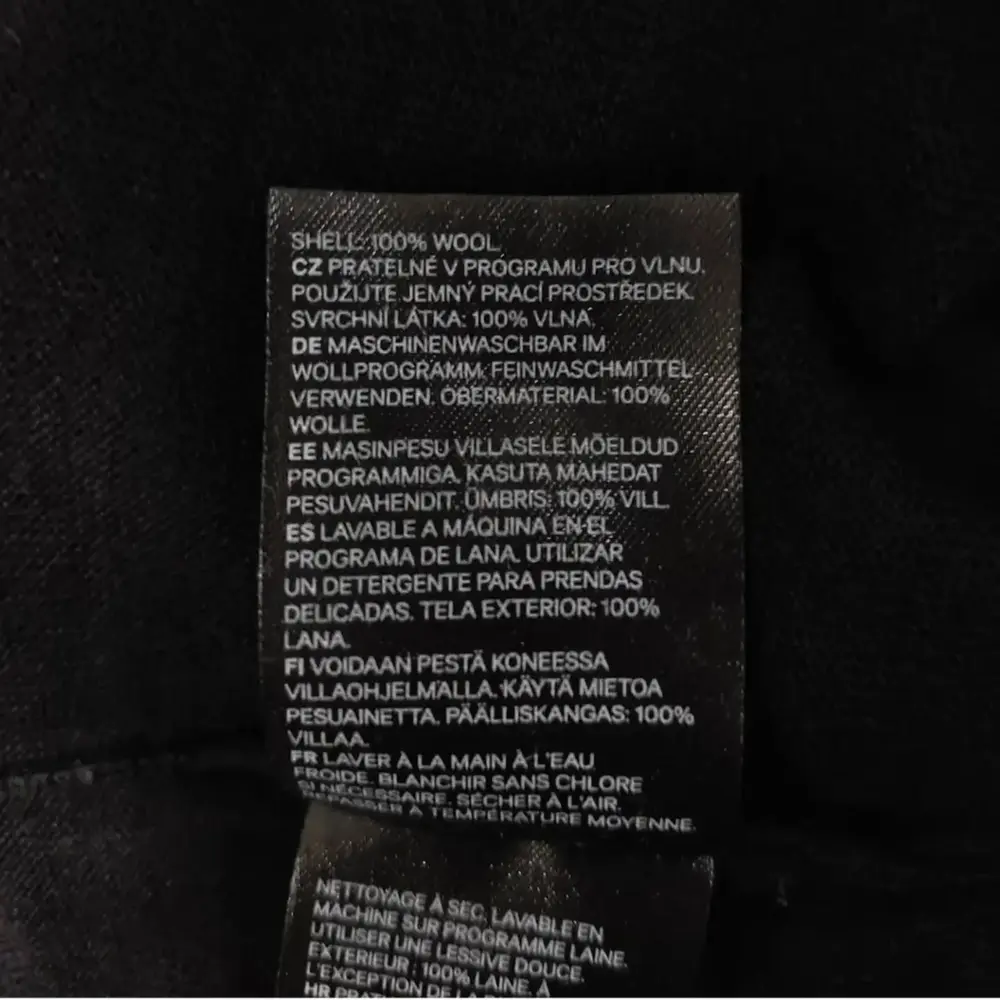 SHELL: 100% WOOL.
CZ PRATELNÉ V PROGRAMU PRO VLNU.
POUŽIJTE JEMNÝ PRACÍ PROSTŘEDEK.
SVRCHNÍ LÁTKA: 100% VLNA.
DE MASCHINENWASCHBAR IM
WOLLPROGRAMM. FEINWASCHMITTEL
VERWENDEN. OBERMATERIAL: 100%
WOLLE.
EE MASINPESU VILLASELE MÕELDUD
PROGRAMMIGA. KASUTA MAHEDAT
PESUVAHENDIT. ÜMBRIS: 100% VILL.
ES LAVABLE A MÁQUINA EN EL
PROGRAMA DE LANA. UTILIZAR
UN DETERGENTE PARA PRENDAS
DELICADAS. TELA EXTERIOR: 100%
LANA.
FI VOIDAAN PESTÄ KONEESSA
VILLAOHJELMALLA. KÄYTÄ MIETOA
PESUAINETTA. PÄÄLLISKANGAS: 100%
VILLAA.
FR LAVER À LA MAIN À L'EAU
FROIDE. BLANCHIR SANS CHLORE
SI NÉCESSAIRE. SÉCHER À L'AIR.
REPASSER À TEMPÉRATURE MOYENNE.
NETTOYAGE À SEC. LAVABLE EN
MACHINE SUR PROGRAMME LAINE.
UTILISER UNE LESSIVE DOUCE.
EXTERIEUR : 100% LAINE. À
L'EXCEPTION DE LA
HR